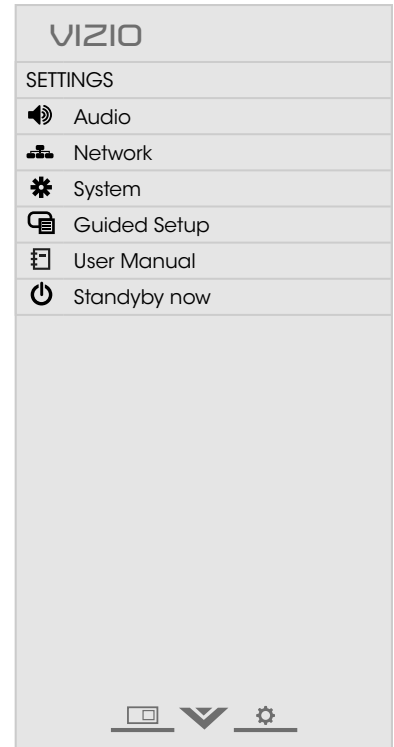 VIZIO
SETTINGS
Audio
Network
System
Guided Setup
User Manual
Standyby now